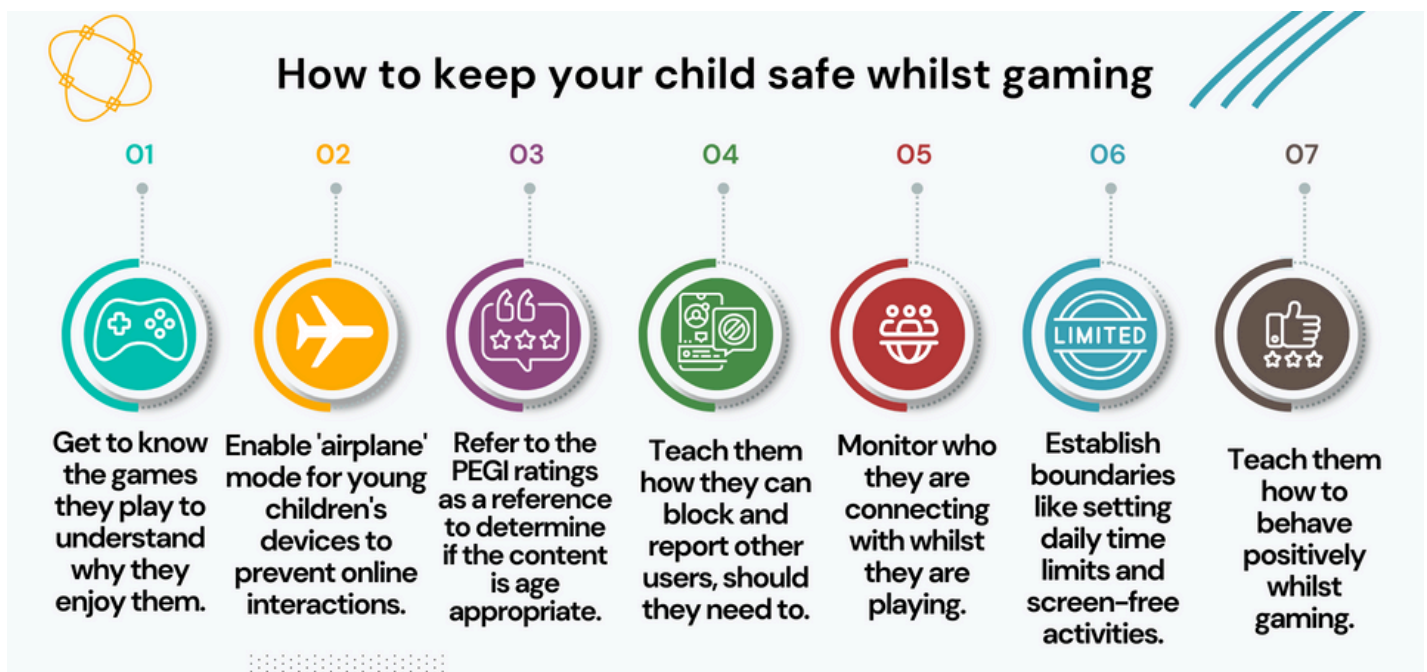 How to keep your child safe whilst gaming
01
Get to know
the games
they play to
understand
why they
enjoy them.
02
Enable 'airplane'
mode for young
children's
devices to
prevent online
interactions.
03
Refer to the
PEGI ratings
as a reference
to determine
if the content
is age
appropriate.
04
Teach them
how they can
block and
report other
users, should
they need to.
05
Monitor who
they are
connecting
with whilst
they are
playing.
06
LIMITED
Establish
boundaries
like setting
daily time
limits and
screen-free
activities.
07
Teach them
how to
behave
positively
whilst
gaming.